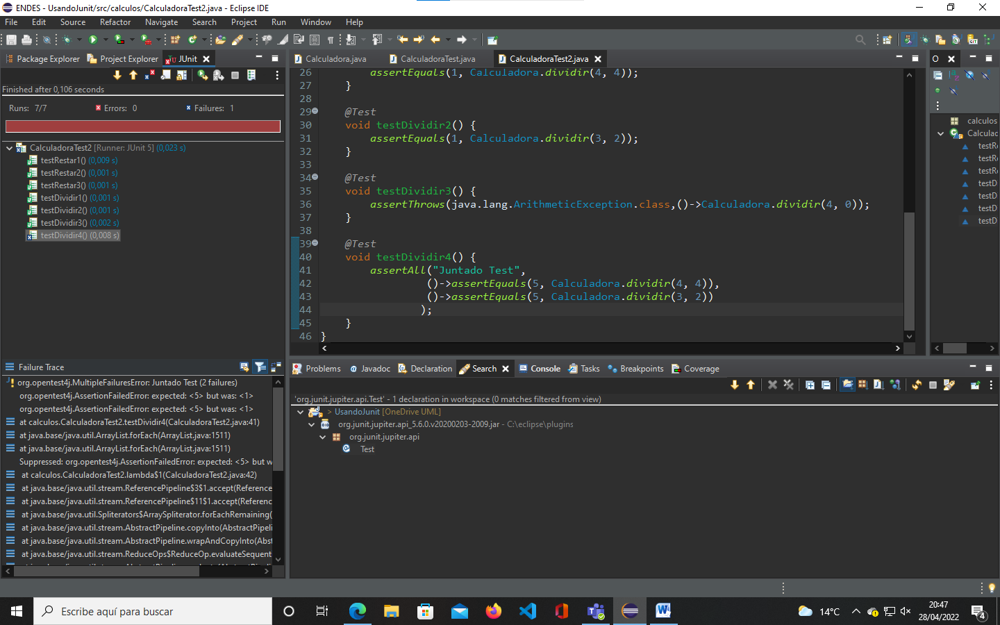 ENDES - UsandoJunit/src/calculos/CalculadoraTest2.java - Eclipse IDE
File Edit Source Refactor Navigate Search Project Run Window Help
Package Explorer Project Explorer JUnit
Finished after 0,106 seconds
Runs: 7/7 Errors: 0 Failures: 1
CalculadoraTest2 [Runner: JUnit 5] (0,023 s)
testRestar1() (0,009 s)
testRestar2() (0,001 s)
testRestar3() (0,001 s)
testDividir1() (0,001 s)
testDividir2() (0,001 s)
testDividir3() (0,002 s)
testDividir4() (0,008 s)
Failure Trace
org.opentest4j.MultipleFailuresError: Juntado Test (2 failures)
org.opentest4j.AssertionFailedError: expected: <5> but was: <1>
org.opentest4j.AssertionFailedError: expected: <5> but was: <1>
at calculos.CalculadoraTest2.testDividir4(CalculadoraTest2.java:41)
at java.base/java.util.ArrayList.forEach(ArrayList.java:1511)
at java.base/java.util.ArrayList.forEach(ArrayList.java:1511)
Suppressed: org.opentest4j.AssertionFailedError: expected: <5> but w
at calculos.CalculadoraTest2.lambda$1(CalculadoraTest2.java:42)
at java.base/java.util.stream.ReferencePipeline$3$1.accept(Reference
at java.base/java.util.stream.ReferencePipeline$11$1.accept(Referenc
at java.base/java.util.Spliterators$ArraySpliterator.forEachRemaining(
at java.base/java.util.stream.AbstractPipeline.copyInto(AbstractPipeli
at java.base/java.util.stream.AbstractPipeline.wrapAndCopyInto(Abst
at java.base/java.util.stream.ReduceOps$ReduceOp.evaluateSequent
Calculadora.java CalculadoraTest.java CalculadoraTest2.java
26 assertEquals(1, Calculadora.dividir(4, 4));
27 }
28
29 @Test
30 void testDividir2() {
31 assertEquals(1, Calculadora.dividir(3, 2));
32 }
33
34 @Test
35 void testDividir3() {
36 assertThrows(java.lang.ArithmeticException.class,()->Calculadora.dividir(4, 0));
37 }
38
39 @Test
40 void testDividir4() {
41 assertAll("Juntado Test",
42 ()->assertEquals(5, Calculadora.dividir(4, 4)),
43 ()->assertEquals(5, Calculadora.dividir(3, 2))
44 );
45 }
46 }
O
calculos
Calculac
testRe
testRe
testRe
testD
testD
testD
testD
Problems Javadoc Declaration Search Console Tasks Breakpoints Coverage
'org.junit.jupiter.api.Test' - 1 declaration in workspace (0 matches filtered from view)
> UsandoJunit [OneDrive UML]
org.junit.jupiter.api_5.6.0.v20200203-2009.jar - C:\eclipse\plugins
org.junit.jupiter.api
Test
Escribe aquí para buscar
14°C
20:47
28/04/2022
4